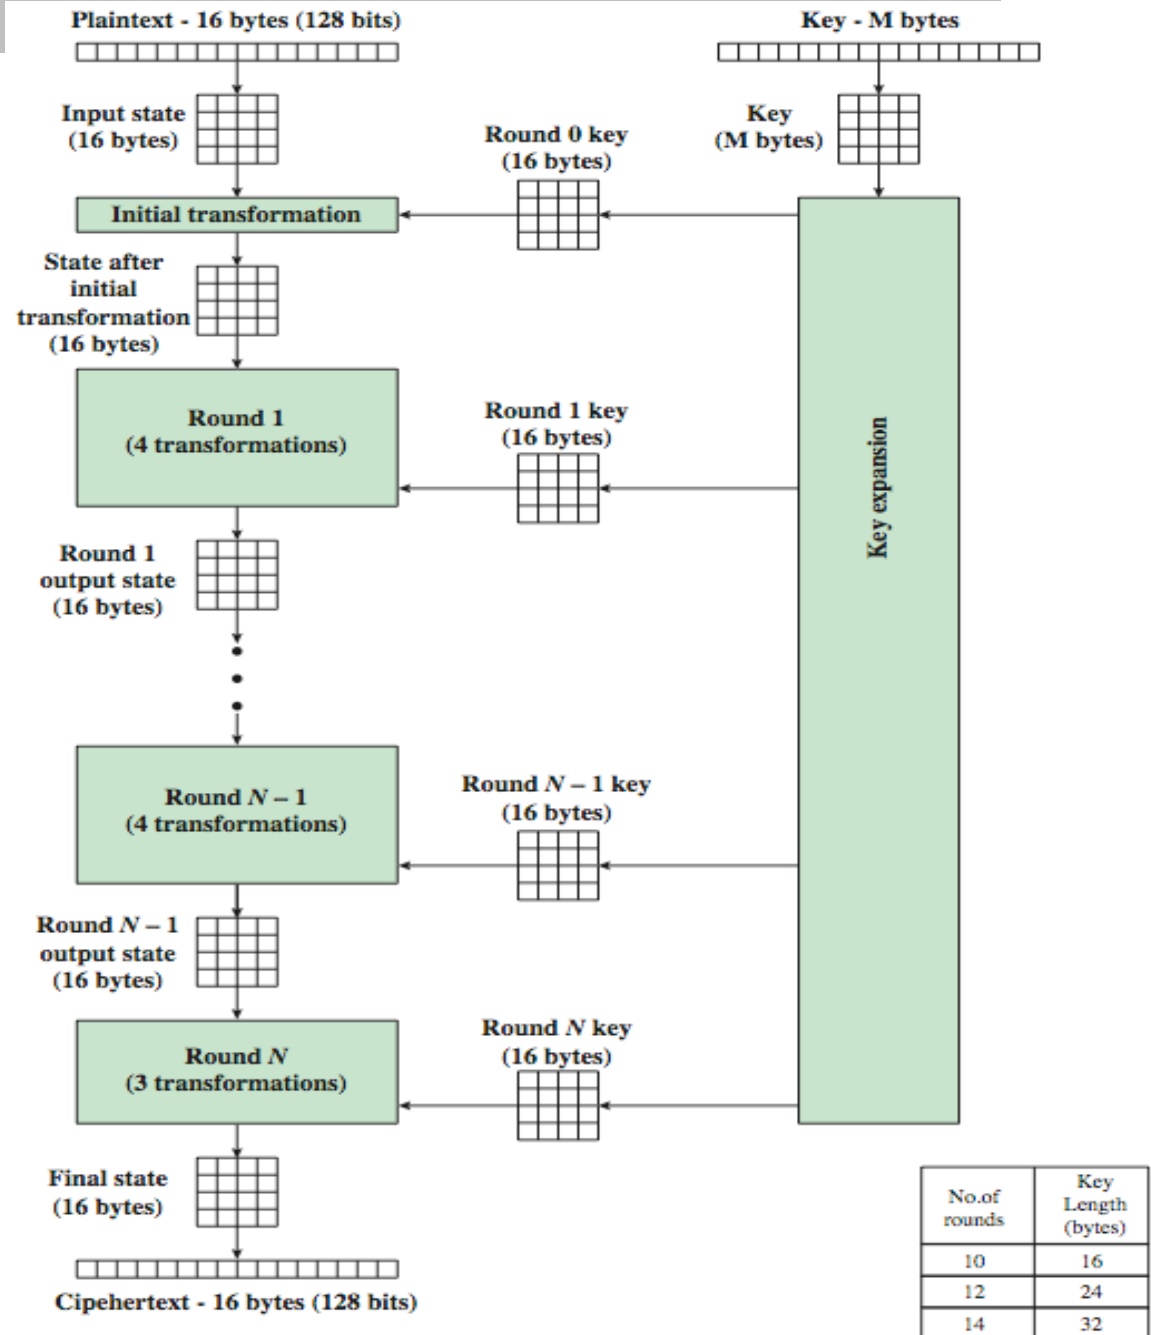 Plaintext - 16 bytes (128 bits)
Key - M bytes
Input state
(16 bytes)
Key
(M bytes)
Round 0 key
(16 bytes)
Initial transformation
State after
initial
transformation
(16 bytes)
Round 1
(4 transformations)
Round 1 key
(16 bytes)
Key expansion
Round 1
output state
(16 bytes)
Round N – 1
(4 transformations)
Round N – 1 key
(16 bytes)
Round N – 1
output state
(16 bytes)
Round N
(3 transformations)
Round N key
(16 bytes)
Final state
(16 bytes)
Cipehertext - 16 bytes (128 bits)
No.of
rounds
Key
Length
(bytes)
10 16
12 24
14 32